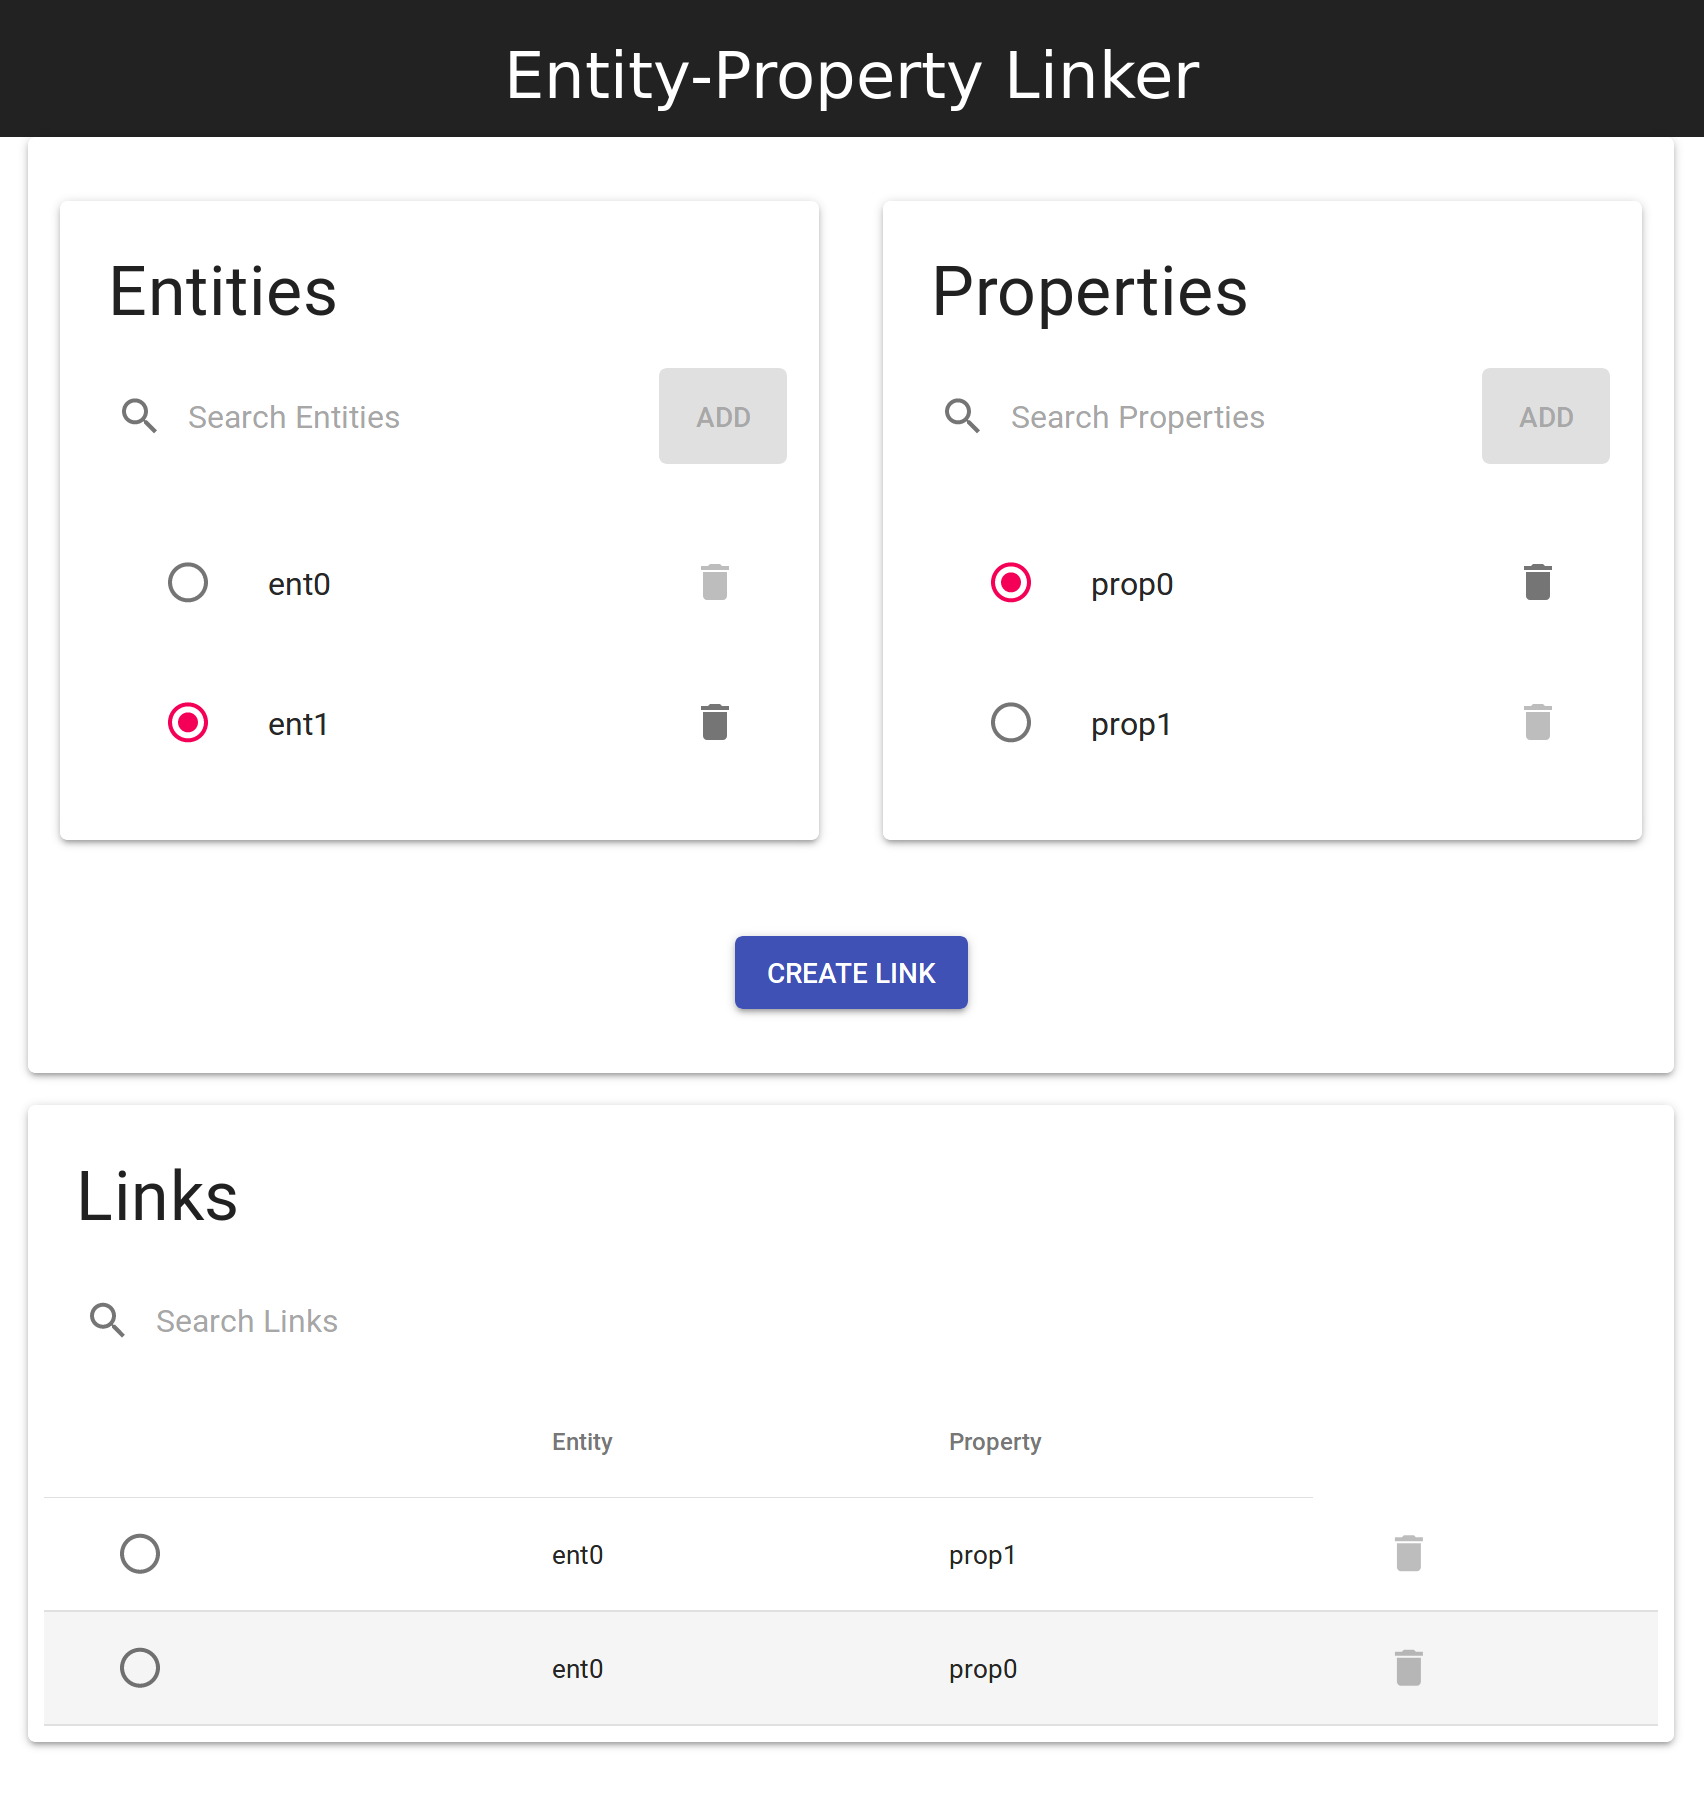 Entity-Property Linker
Entities
Search Entities
ADD
ent0
ent1
Properties
Search Properties
ADD
prop0
prop1
CREATE LINK
Links
Search Links
Entity Property
ent0 prop1
ent0 prop0